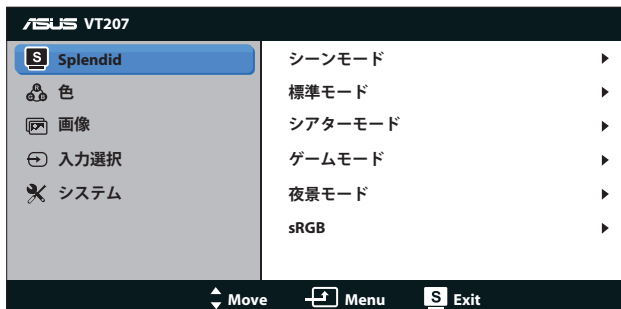 ASUS VT207
S Splendid
色
画像
入力選択
システム
シーンモード
標準モード
シアターモード
ゲームモード
夜景モード
sRGB
Move Menu S Exit